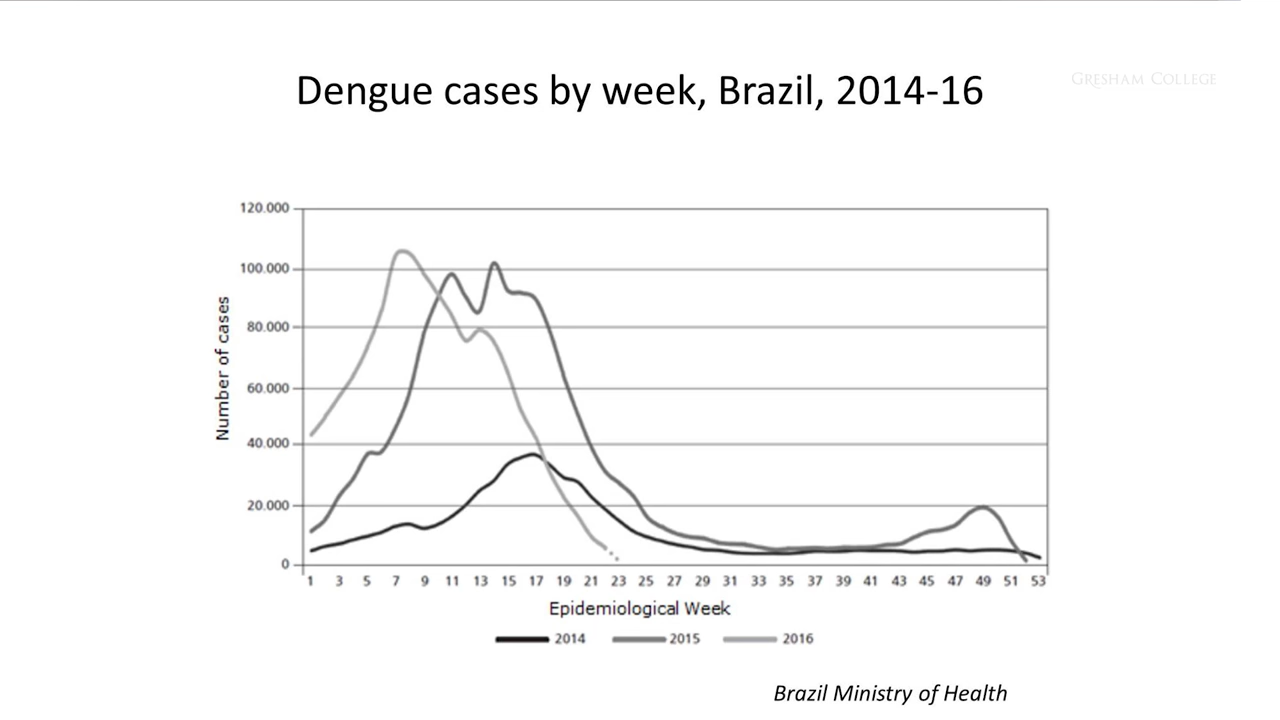 Dengue cases by week, Brazil, 2014-16
GRESHAM COLLEGE
120.000
100.000
80.000
60.000
40.000
20.000
0
Number of cases
1 3 5 7 9 11 13 15 17 19 21 23 25 27 29 31 33 35 37 39 41 43 45 47 49 51 53
Epidemiological Week
2014 2015 2016
Brazil Ministry of Health